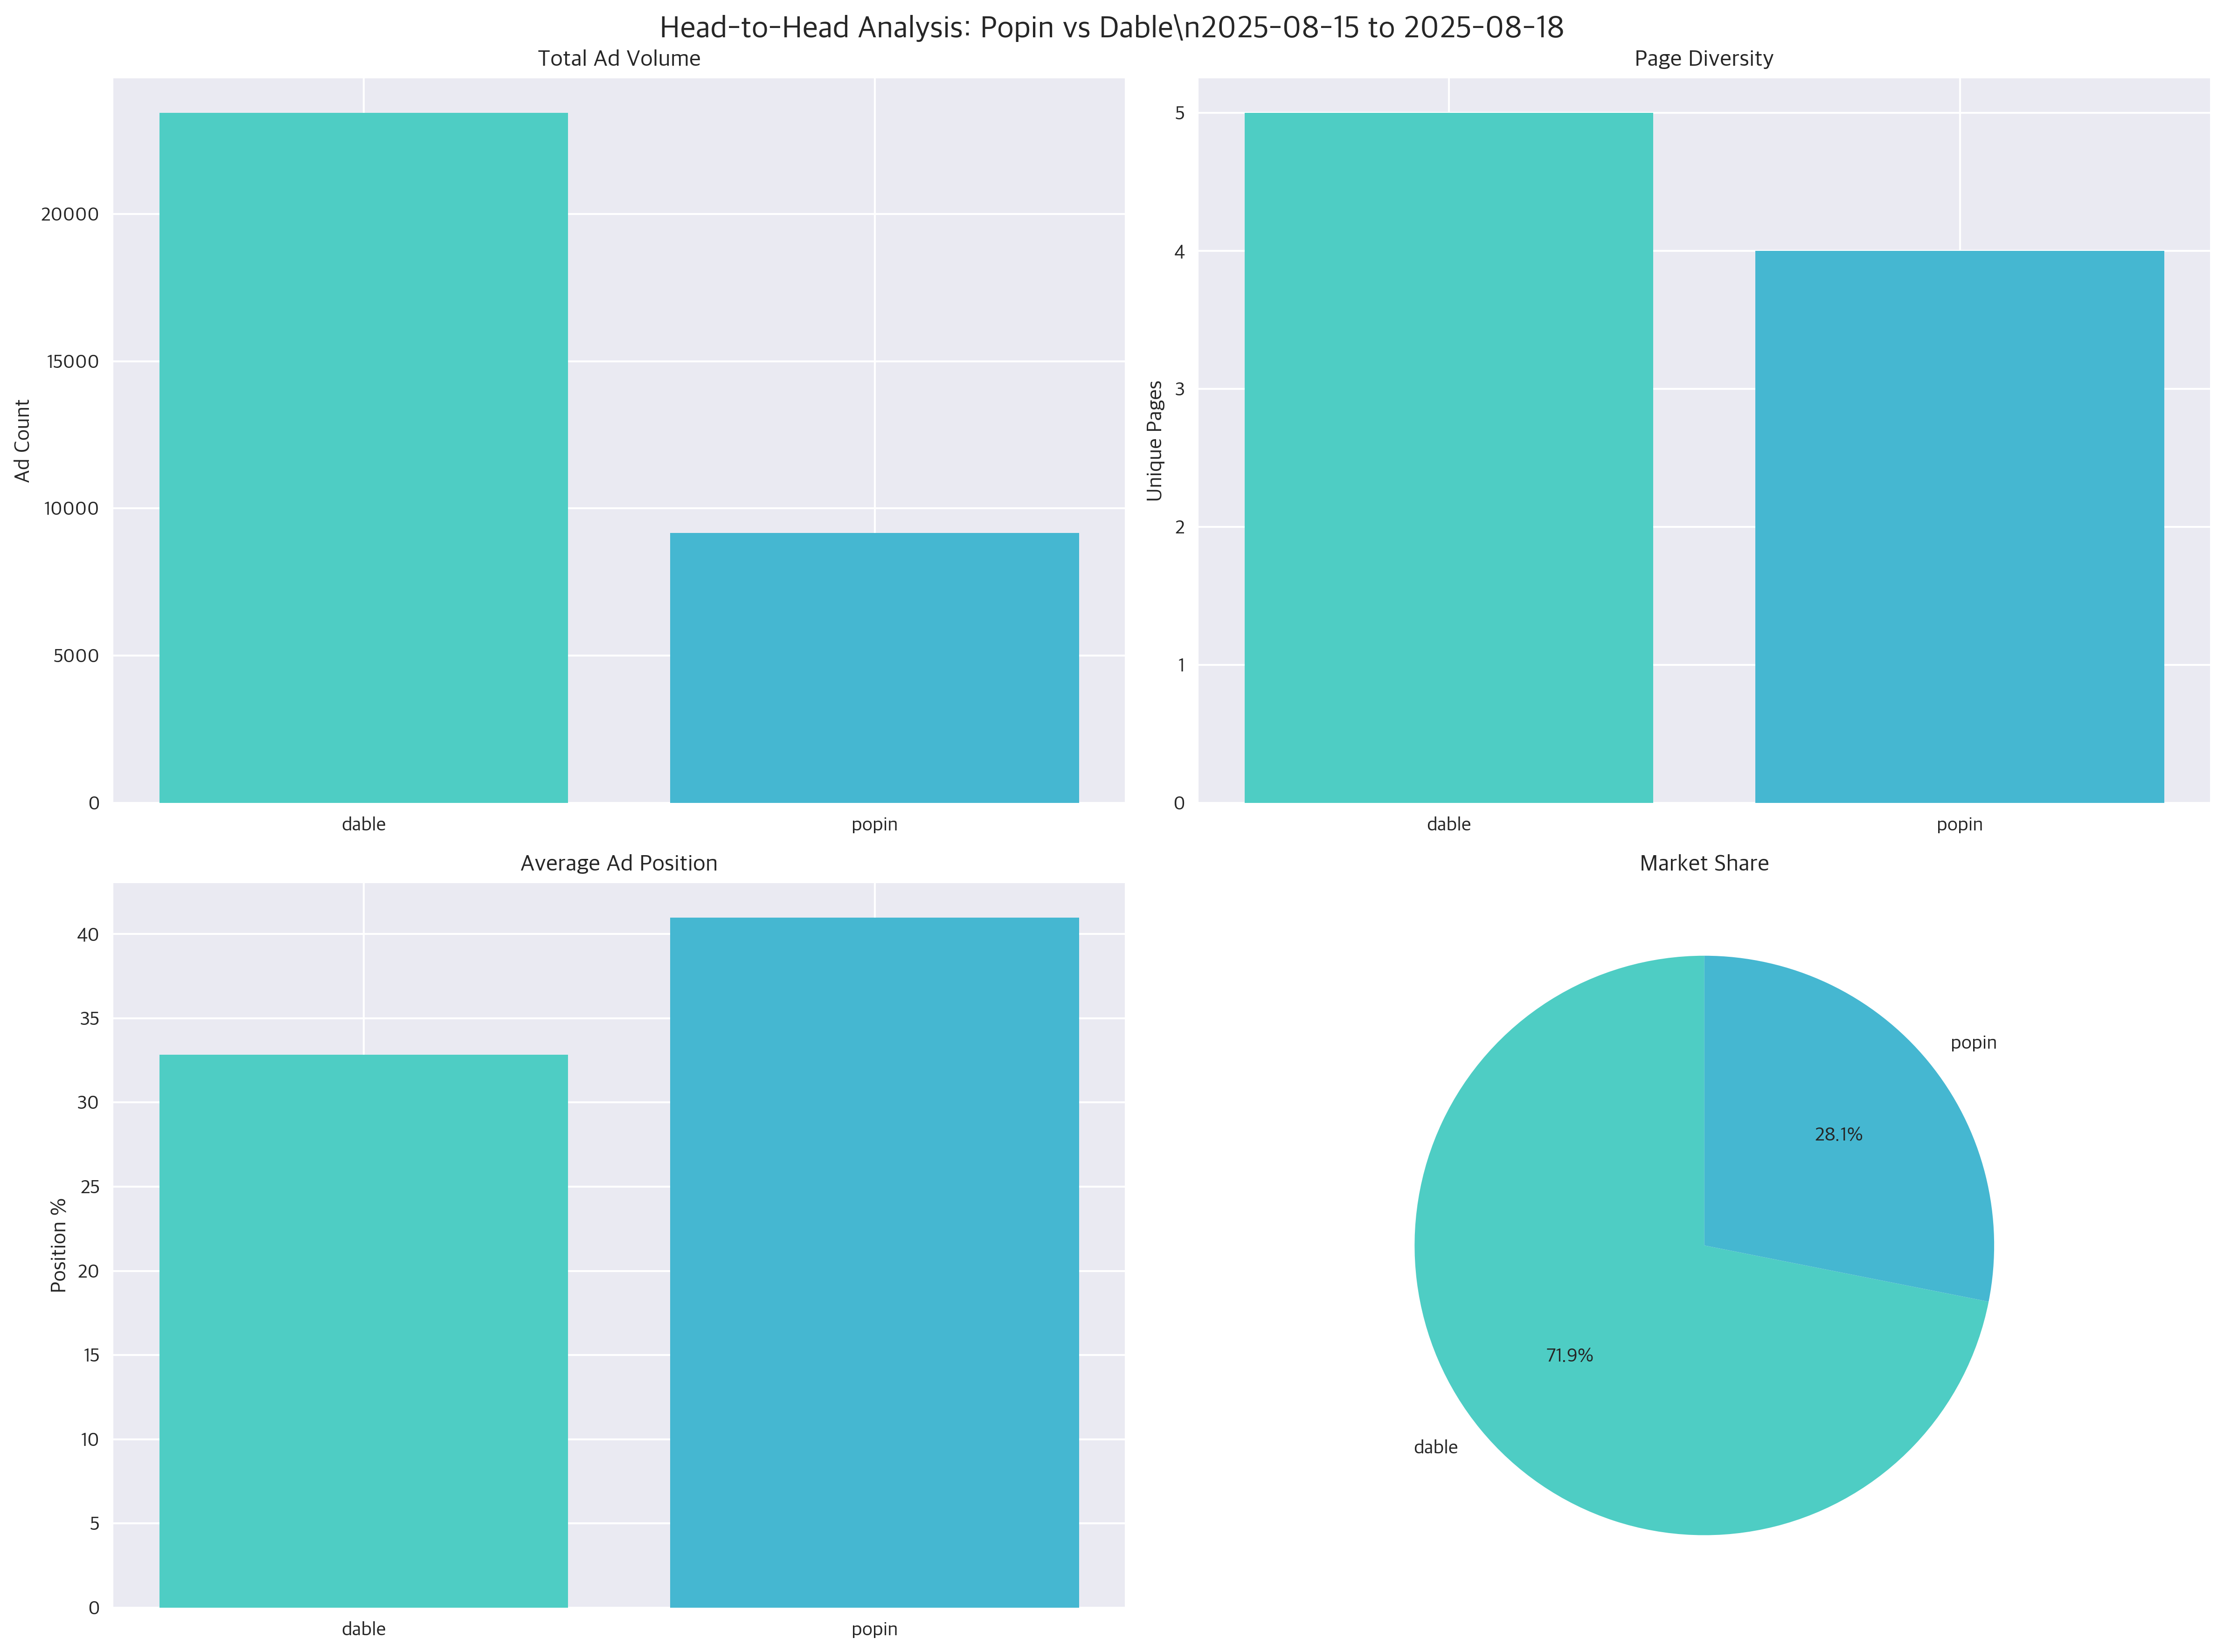 Head-to-Head Analysis: Popin vs Dable\n2025-08-15 to 2025-08-18
Total Ad Volume
Ad Count
20000
15000
10000
5000
0
dable
popin
Page Diversity
Unique Pages
5
4
3
2
1
0
dable
popin
Average Ad Position
Position %
40
35
30
25
20
15
10
5
0
dable
popin
Market Share
popin
28.1%
71.9%
dable